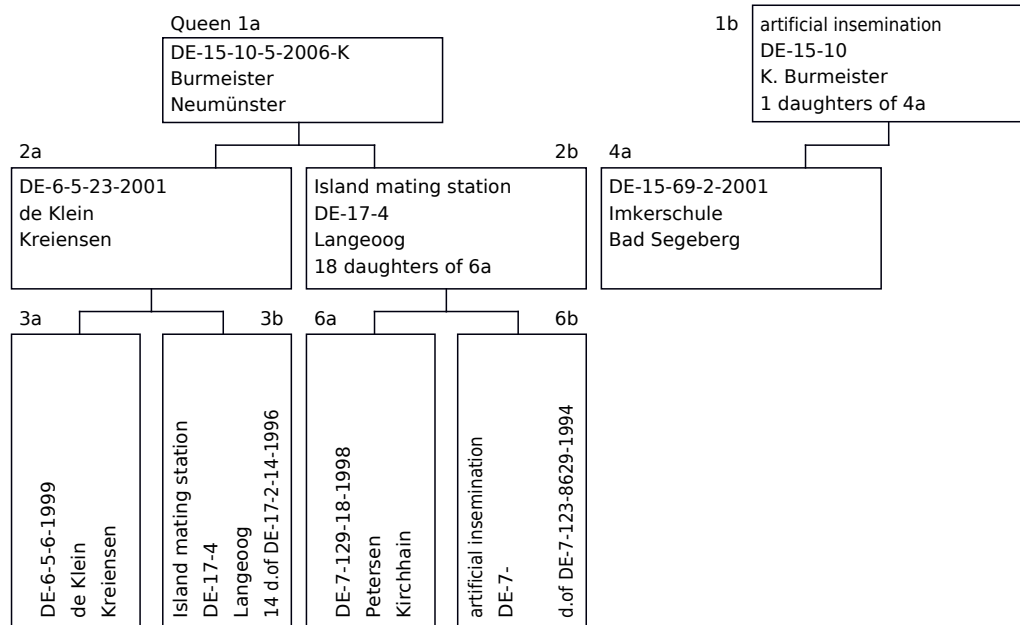 Queen 1a
DE-15-10-5-2006-K
Burmeister
Neumünster
1b
artificial insemination
DE-15-10
K. Burmeister
1 daughters of 4a
2a
DE-6-5-23-2001
de Klein
Kreiensen
2b
Island mating station
DE-17-4
Langeoog
18 daughters of 6a
4a
DE-15-69-2-2001
Imkerschule
Bad Segeberg
3a
DE-6-5-6-1999
de Klein
Kreiensen
3b
Island mating station
DE-17-4
Langeoog
14 d.of DE-17-2-14-1996
6a
DE-7-129-18-1998
Petersen
Kirchhain
6b
artificial insemination
DE-7-
d.of DE-7-123-8629-1994